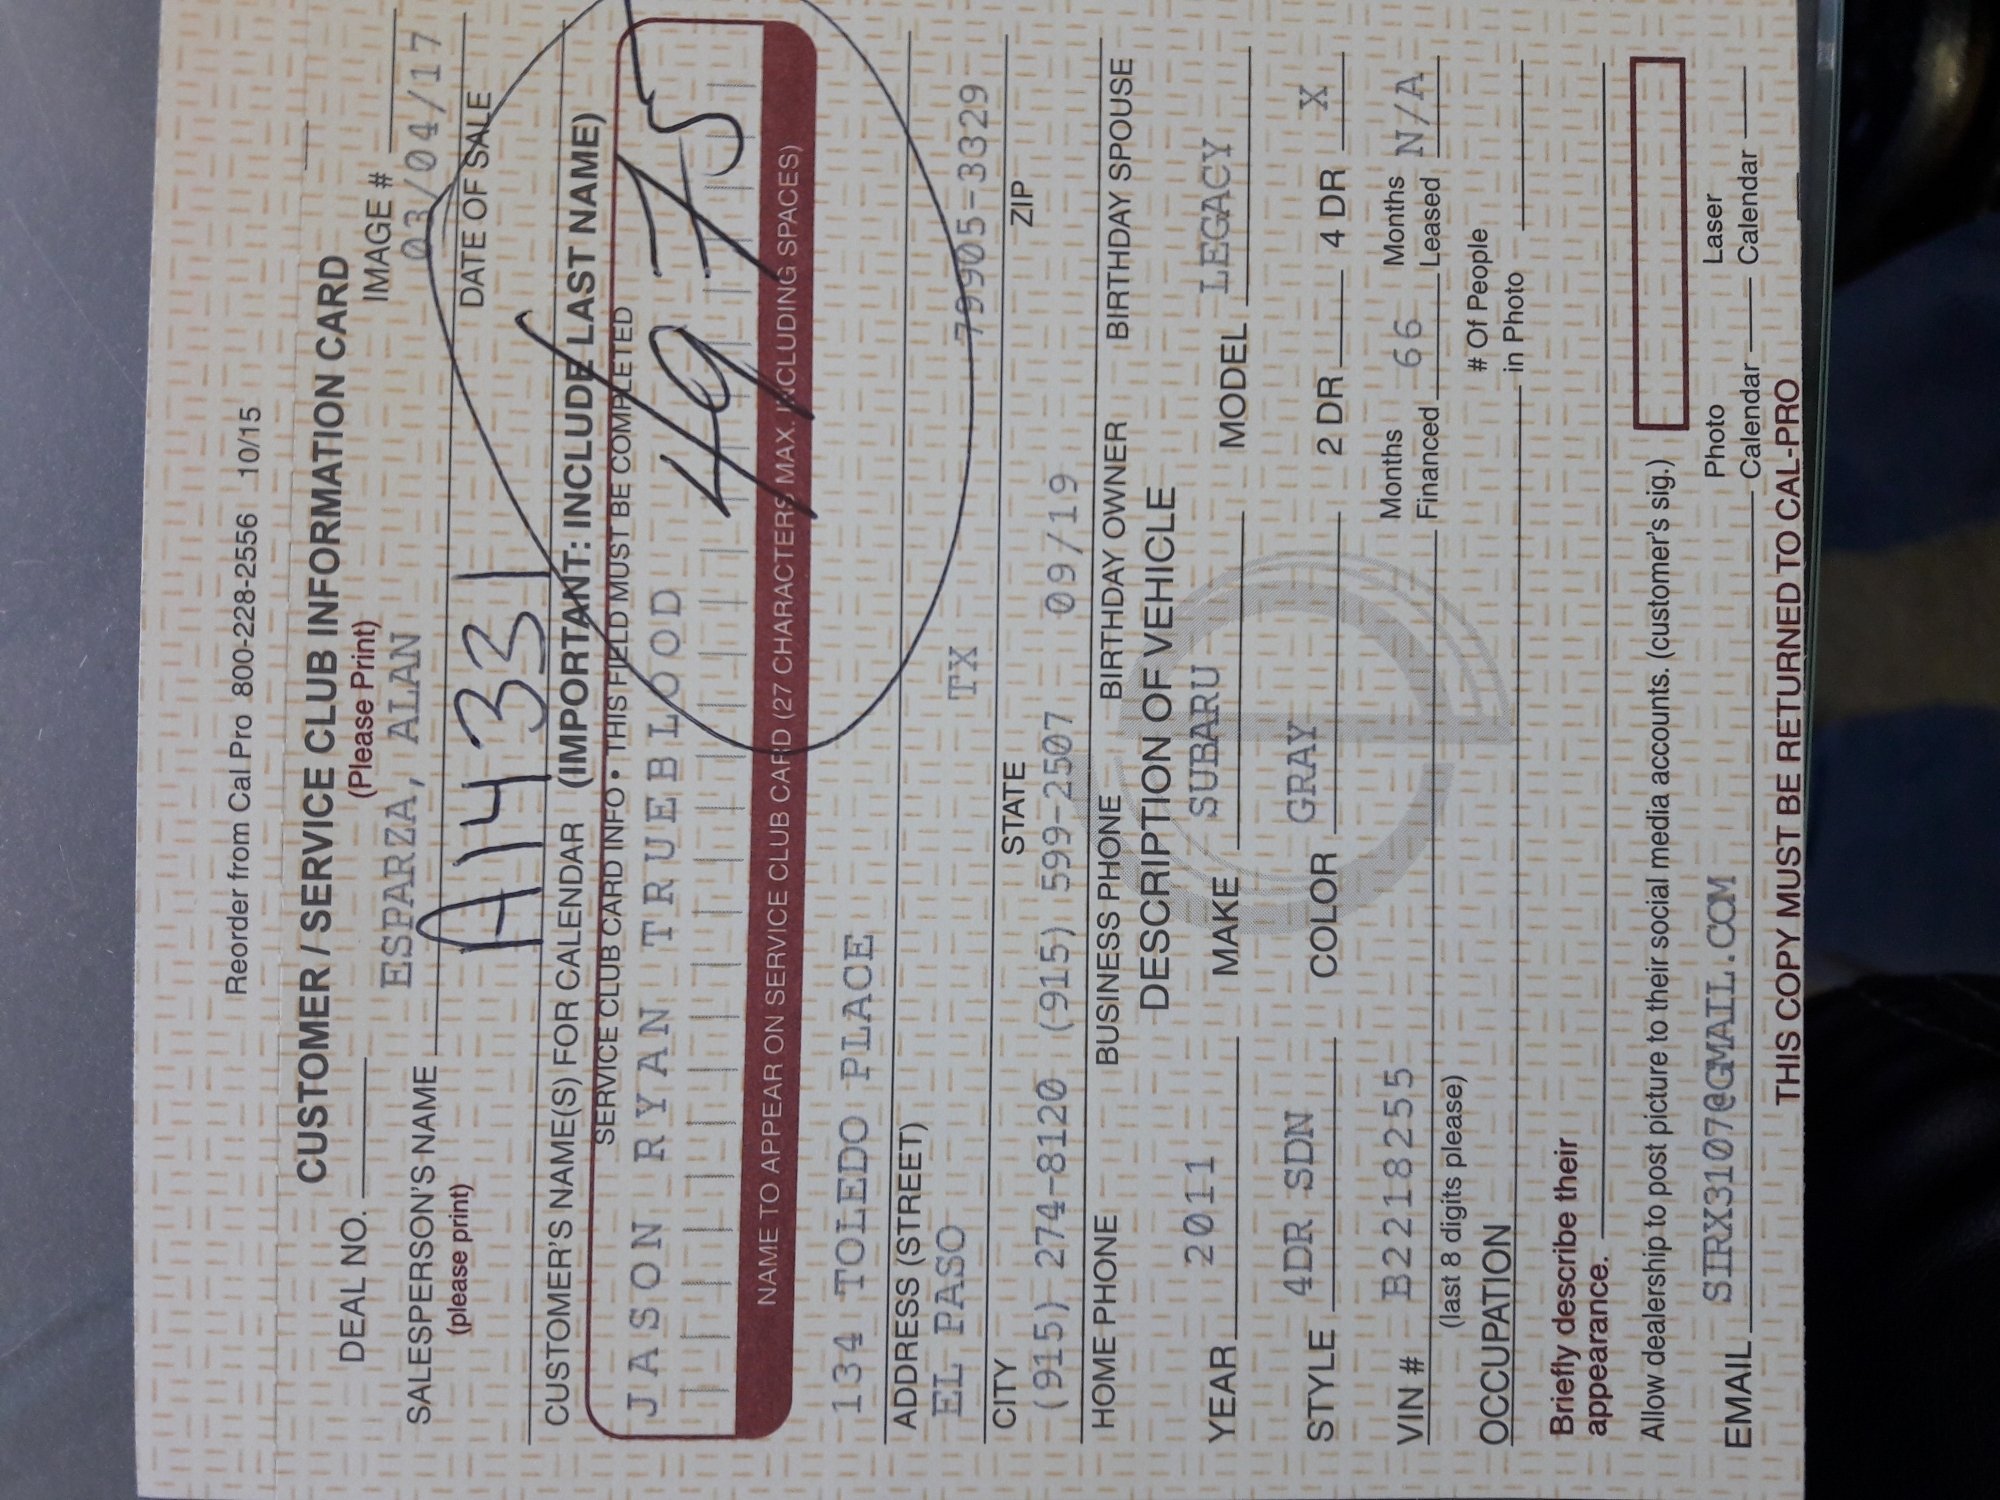 Reorder from Cal Pro 800-228-2556 10/15
CUSTOMER / SERVICE CLUB INFORMATION CARD
(Please Print)
DEAL NO. IMAGE #
ESPARZA, ALAN 03/04/17
SALESPERSON'S NAME DATE OF SALE
(please print)
A14331
CUSTOMER'S NAME(S) FOR CALENDAR (IMPORTANT: INCLUDE LAST NAME)
SERVICE CLUB CARD INFO • THIS FIELD MUST BE COMPLETED
JASON RYAN TRUEBLOOD
4975
NAME TO APPEAR ON SERVICE CLUB CARD (27 CHARACTERS MAX. INCLUDING SPACES)
134 TOLEDO PLACE
ADDRESS (STREET)
EL PASO TX 79905-3329
CITY STATE ZIP
(915) 274-8120 (915) 599-2507 09/19
HOME PHONE BUSINESS PHONE BIRTHDAY OWNER BIRTHDAY SPOUSE
DESCRIPTION OF VEHICLE
YEAR 2011 MAKE SUBARU MODEL LEGACY
STYLE 4DR SDN COLOR GRAY 2 DR 4 DR X
VIN # B2218255 Months Financed 66 Months Leased N/A
(last 8 digits please)
OCCUPATION # Of People in Photo
Briefly describe their
appearance.
Allow dealership to post picture to their social media accounts. (customer's sig.)
EMAIL SIRX3107@GMAIL.COM Photo Calendar Laser Calendar
THIS COPY MUST BE RETURNED TO CAL-PRO